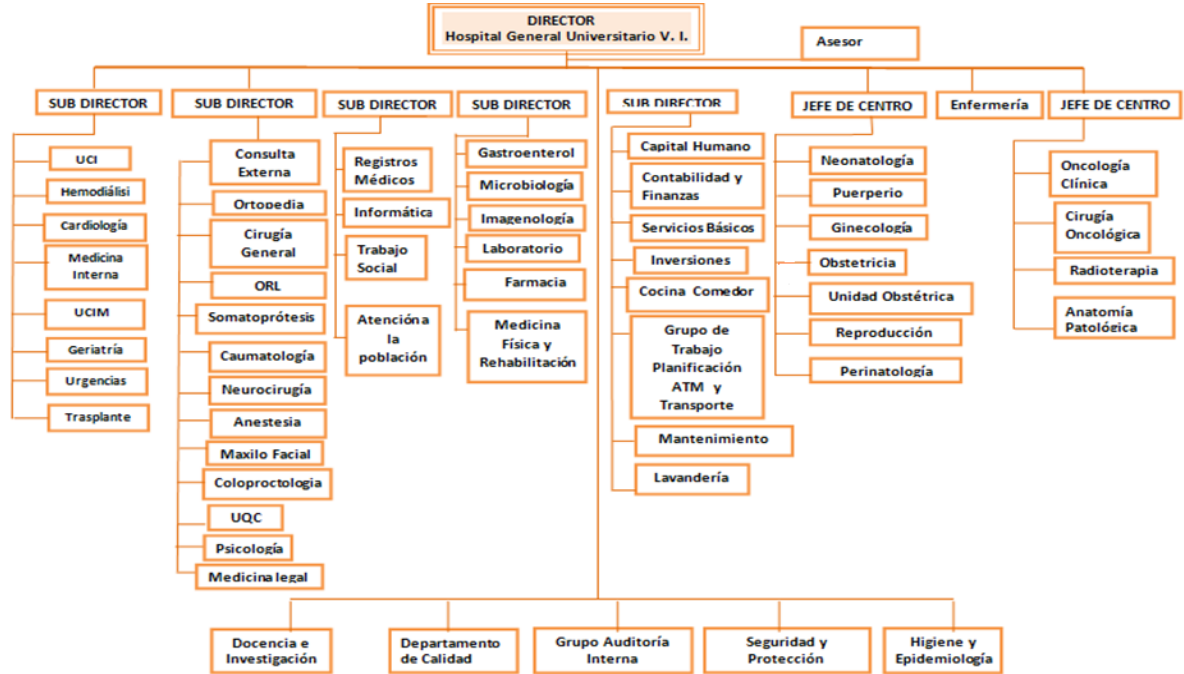 DIRECTOR
Hospital General Universitario V. I.
Asesor
SUB DIRECTOR
UCI
Hemodiálisi
Cardiología
Medicina
Interna
UCIM
Geriatría
Urgencias
Trasplante
SUB DIRECTOR
Consulta
Externa
Ortopedia
Cirugía
General
ORL
Somatoprótesis
Caumatología
Neurocirugía
Anestesia
Maxilo Facial
Coloproctologia
UQC
Psicología
Medicina legal
SUB DIRECTOR
Registros
Médicos
Informática
Trabajo
Social
Atención a
la
población
SUB DIRECTOR
Gastroenterol
Microbiología
Imagenología
Laboratorio
Farmacia
Medicina
Física y
Rehabilitación
SUB DIRECTOR
Capital Humano
Contabilidad y
Finanzas
Servicios Básicos
Inversiones
Cocina Comedor
Grupo de
Trabajo
Planificación
ATM y
Transporte
Mantenimiento
Lavandería
JEFE DE CENTRO
Neonatología
Puerperio
Ginecología
Obstetricia
Unidad Obstétrica
Reproducción
Perinatología
Enfermería
JEFE DE CENTRO
Oncología
Clínica
Cirugía
Oncológica
Radioterapia
Anatomía
Patológica
Docencia e
Investigación
Departamento
de Calidad
Grupo Auditoría
Interna
Seguridad y
Protección
Higiene y
Epidemiología